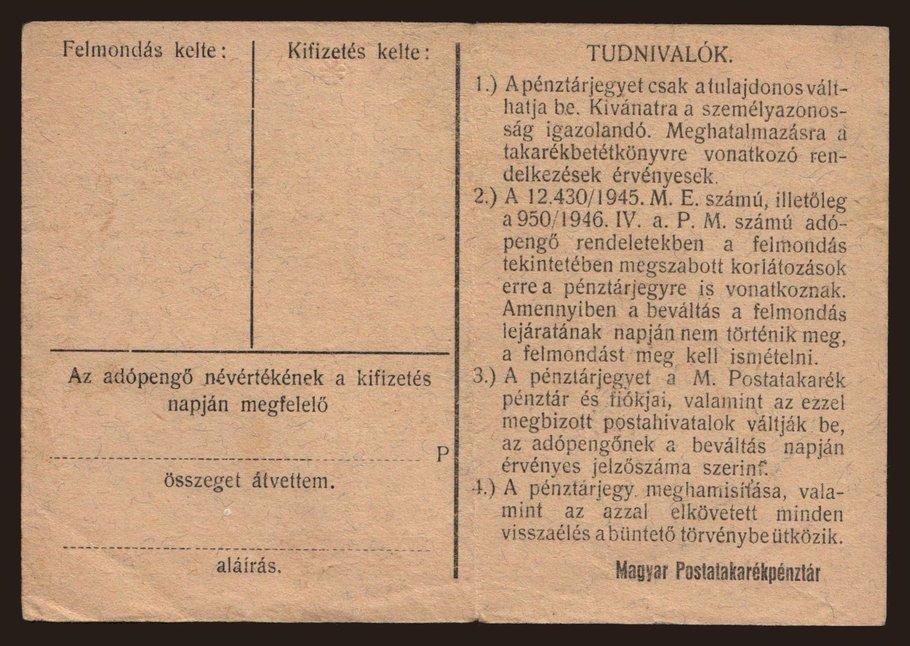 Felmondás kelte:
Kifizetés kelte:
Az adópengő névértékének a kifizetés
napján megfelelő
P
összeget átvettem.
aláírás.
TUDNIVALÓK.
1.) A pénztárjegyet csak a tulajdonos vált-
hatja be. Kivánatra a személyazonos-
ság igazolandó. Meghatalmazásra a
takarékbetétkönyvre vonatkozó ren-
delkezések érvényesek.
2.) A 12.430/1945. M. E. számú, illetőleg
a 950/1946. IV. a. P. M. számú adó-
pengő rendeletekben a felmondás
tekintetében megszabott korlátozások
erre a pénztárjegyre is vonatkoznak.
Amennyiben a beváltás a felmondás
lejáratának napján nem történik meg,
a felmondást meg kell ismételni.
3.) A pénztárjegyet a M. Postatakarék
pénztár és fiókjai, valamint az ezzel
megbizott postahivatalok váltják be,
az adópengőnek a beváltás napján
érvényes jelzőszáma szerint.
4.) A pénztárjegy meghamisítása, vala-
mint az azzal elkövetett minden
visszaélés a büntető törvénybe ütközik.
Magyar Postatakarékpénztár